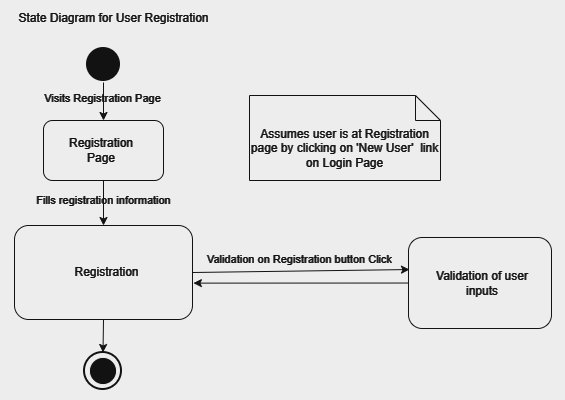 State Diagram for User Registration
Visits Registration Page
Registration
Page
Assumes user is at Registration
page by clicking on 'New User' link
on Login Page
Fills registration information
Registration
Validation on Registration button Click
Validation of user
inputs